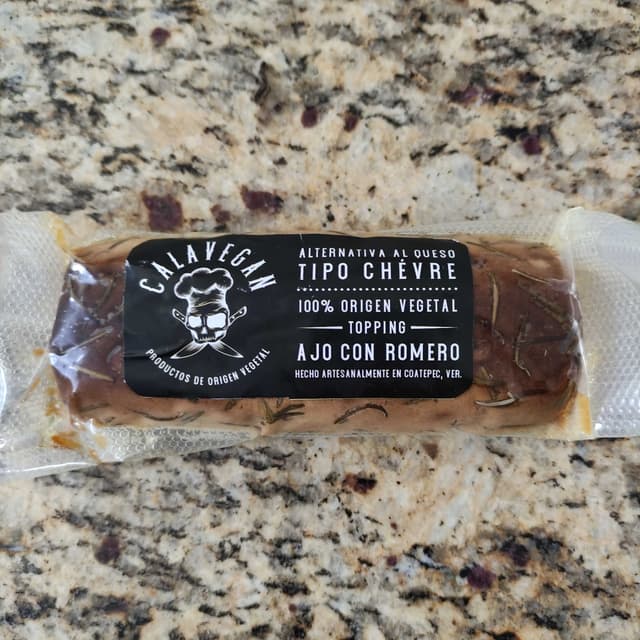 CALAVEGAN
PRODUCTOS DE ORIGEN VEGETAL
ALTERNATIVA AL QUESO
TIPO CHÉVRE
100% ORIGEN VEGETAL
TOPPING
AJO CON ROMERO
HECHO ARTESANALMENTE EN COATEPEC, VER.